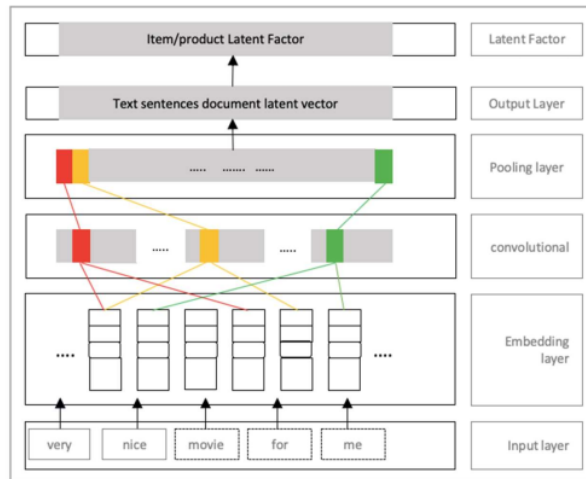 Item/product Latent Factor
Latent Factor
Text sentences document latent vector
Output Layer
..... ....... ......
Pooling layer
..... .....
convolutional
.... ....
Embedding
layer
very nice movie for me
Input layer